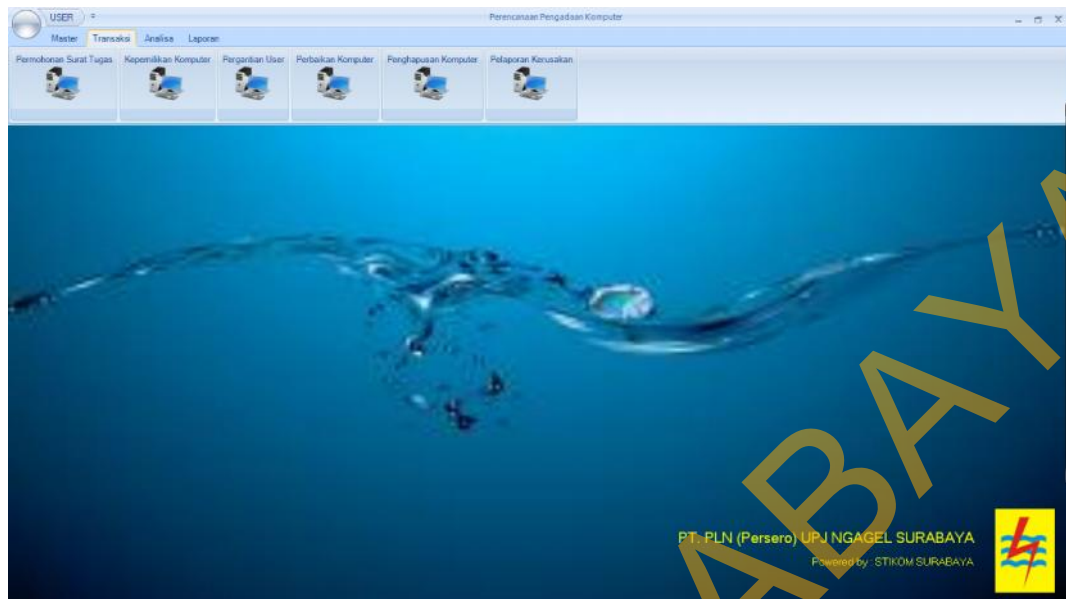 USER
Perencanaan Pengadaan Komputer
Master Transaksi Analisa Laporan
Permohonan Surat Tugas Kepemilikan Komputer Pergantian User Perbaikan Komputer Penghapusan Komputer Pelaporan Kerusakan
PT. PLN (Persero) UPJ NGAGEL SURABAYA
Powered by : STIKOM SURABAYA
ABAYA